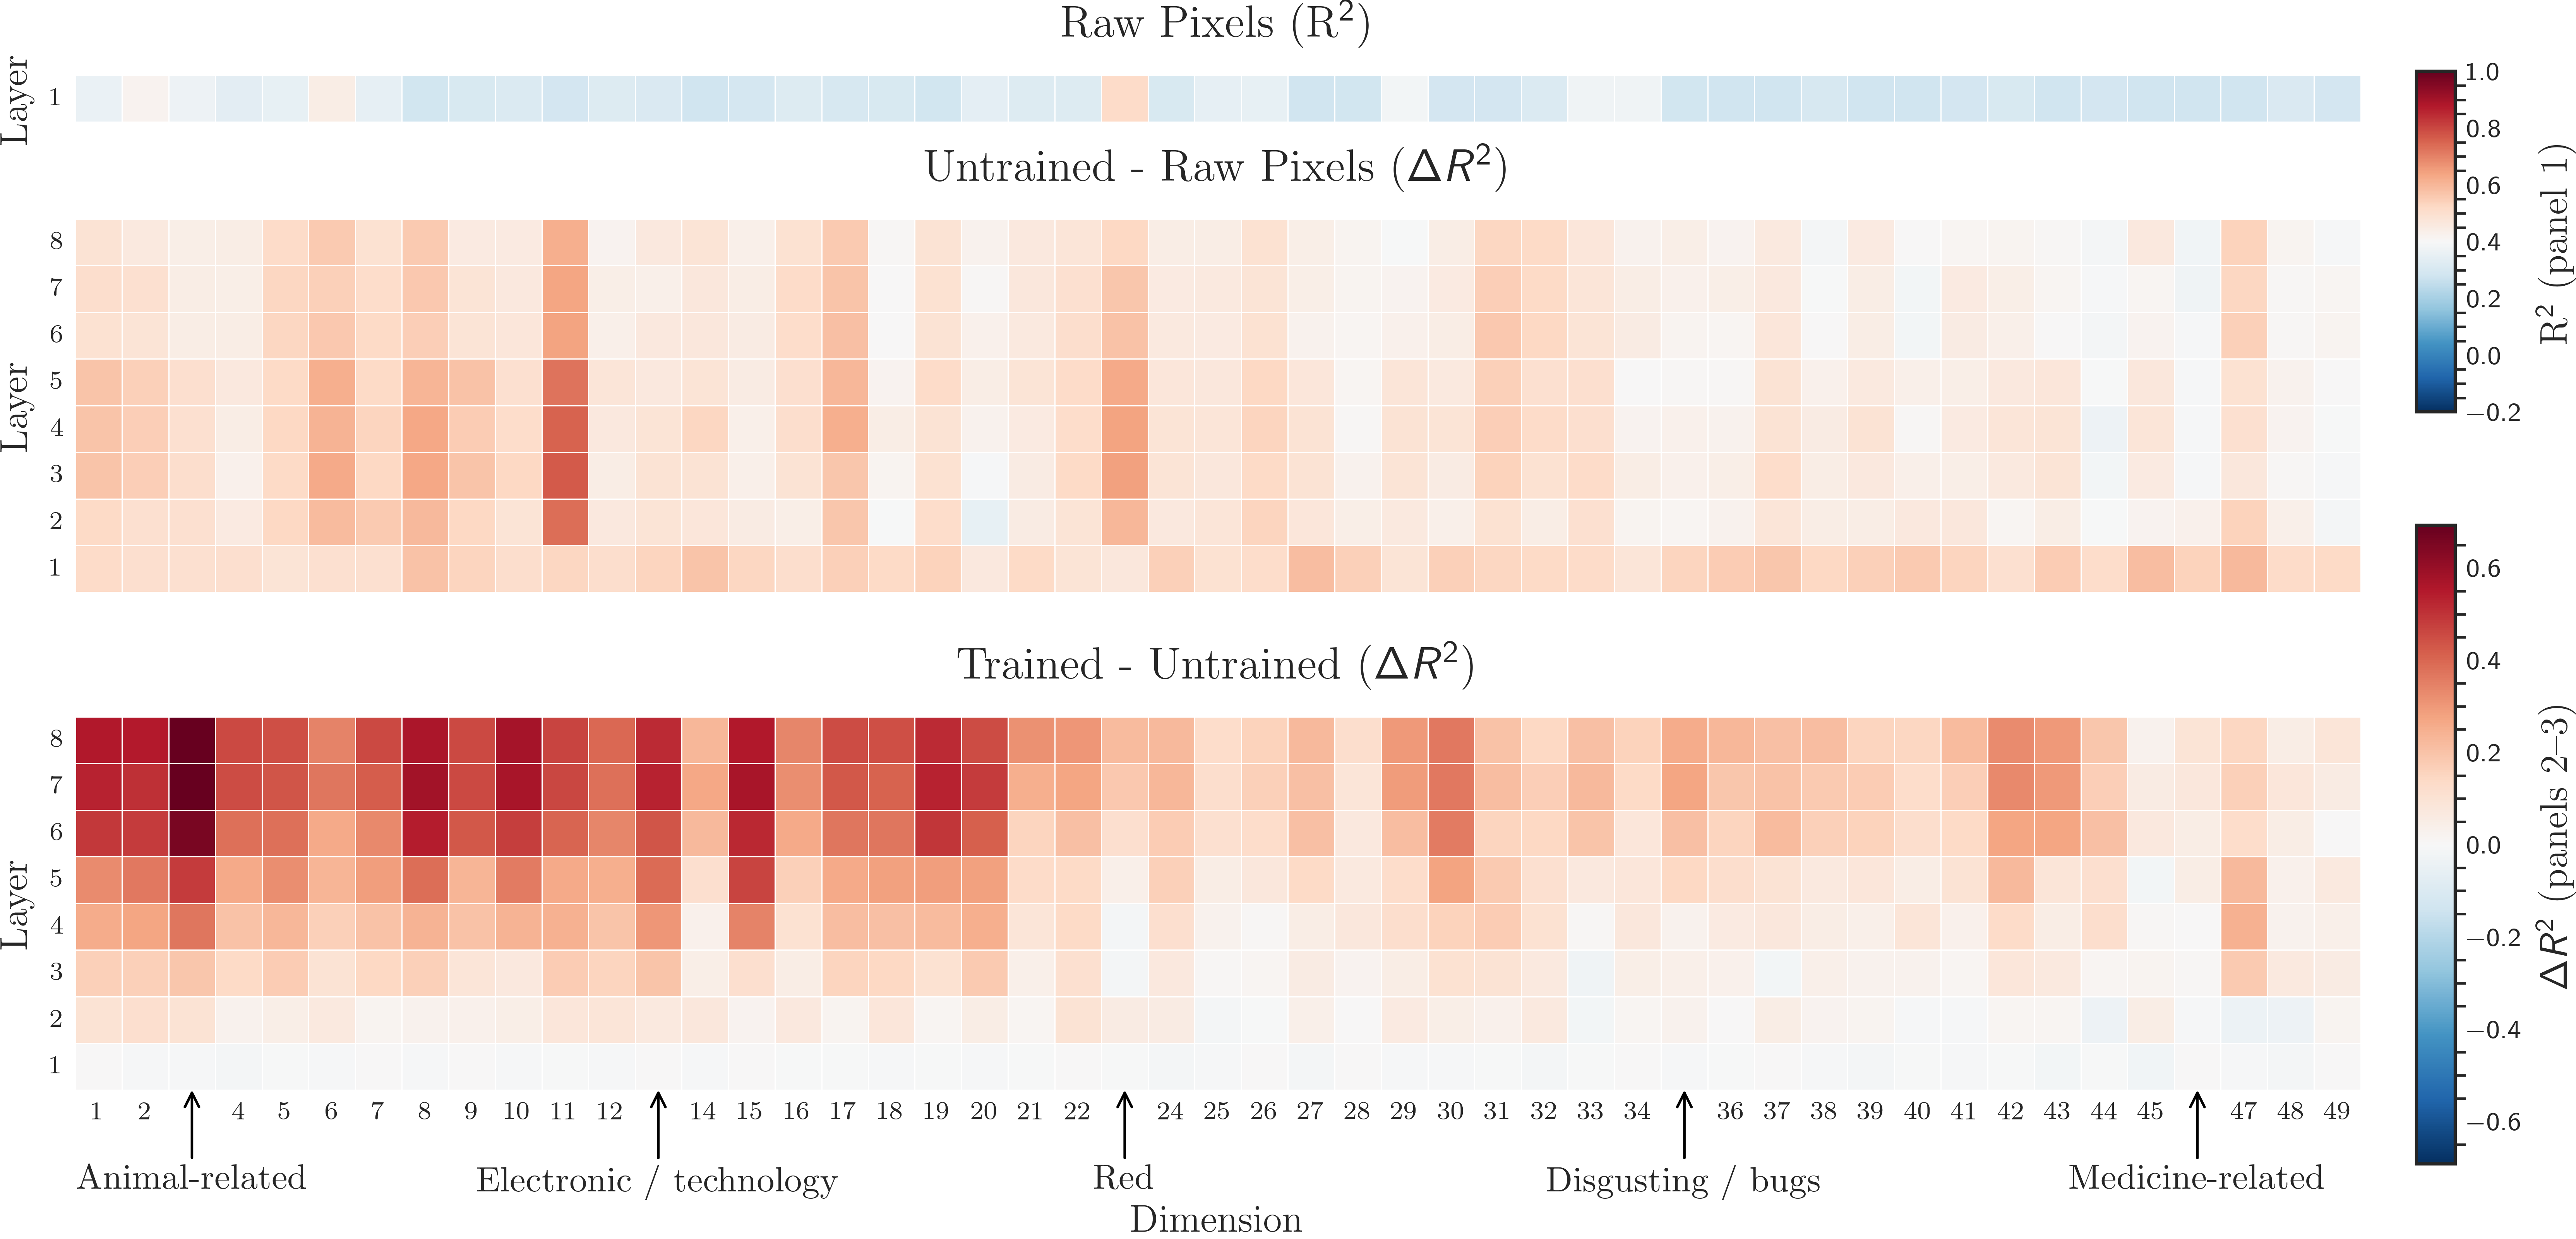 Raw Pixels (R²)
Layer
1
Untrained - Raw Pixels (ΔR²)
Layer
8
7
6
5
4
3
2
1
Trained - Untrained (ΔR²)
Layer
8
7
6
5
4
3
2
1
1 2 4 5 6 7 8 9 10 11 12 14 15 16 17 18 19 20 21 22 24 25 26 27 28 29 30 31 32 33 34 36 37 38 39 40 41 42 43 44 45 47 48 49
Animal-related Electronic / technology Red Disgusting / bugs Medicine-related
Dimension
1.0
0.8
0.6
0.4
0.2
0.0
−0.2
R² (panel 1)
0.6
0.4
0.2
0.0
−0.2
−0.4
−0.6
ΔR² (panels 2–3)